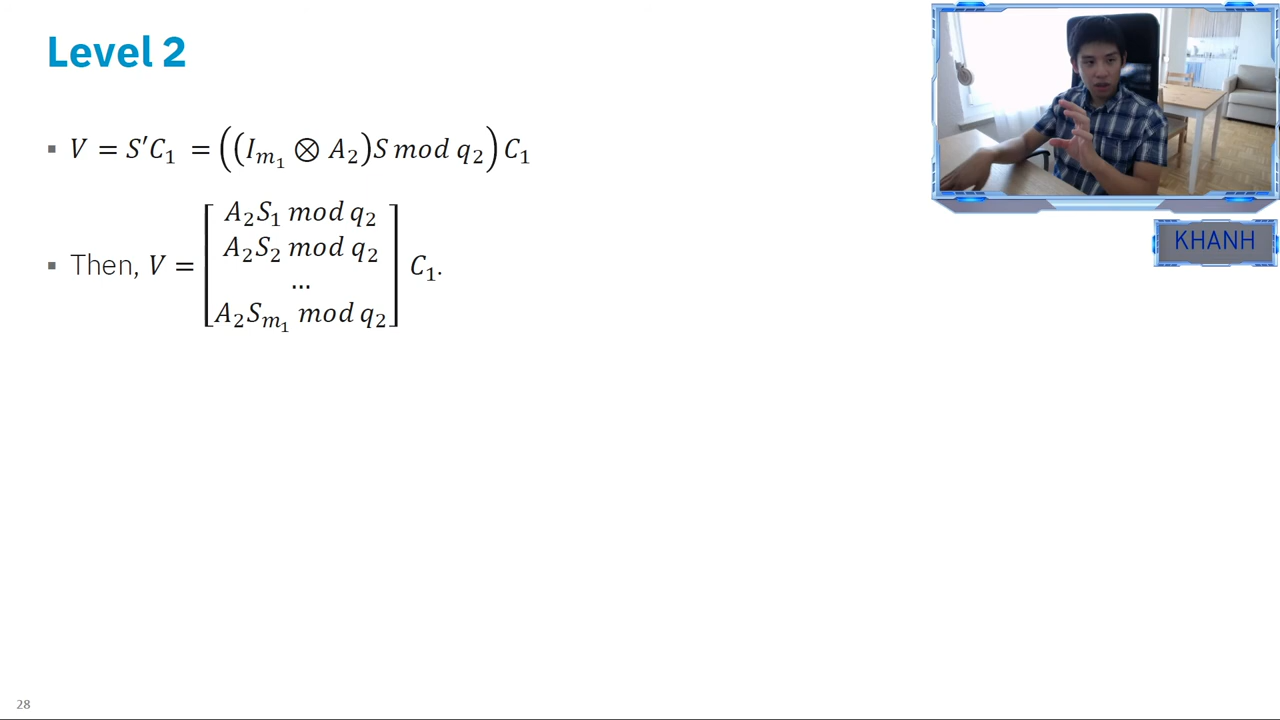 Level 2
▪ V = S′C₁ = ((I_{m₁} ⊗ A₂)S mod q₂) C₁
▪ Then, V = [A₂S₁ mod q₂
A₂S₂ mod q₂
...
A₂S_{m₁} mod q₂] C₁.
KHANH
28